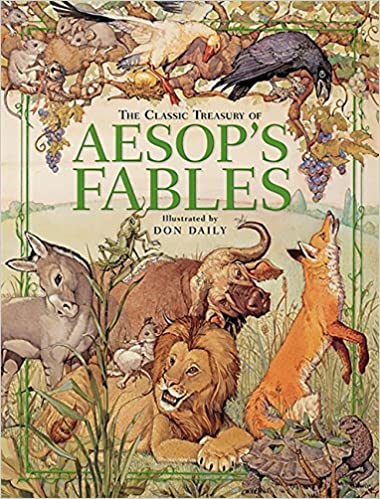 THE CLASSIC TREASURY OF
AESOP'S
FABLES
Illustrated by
DON DAILY